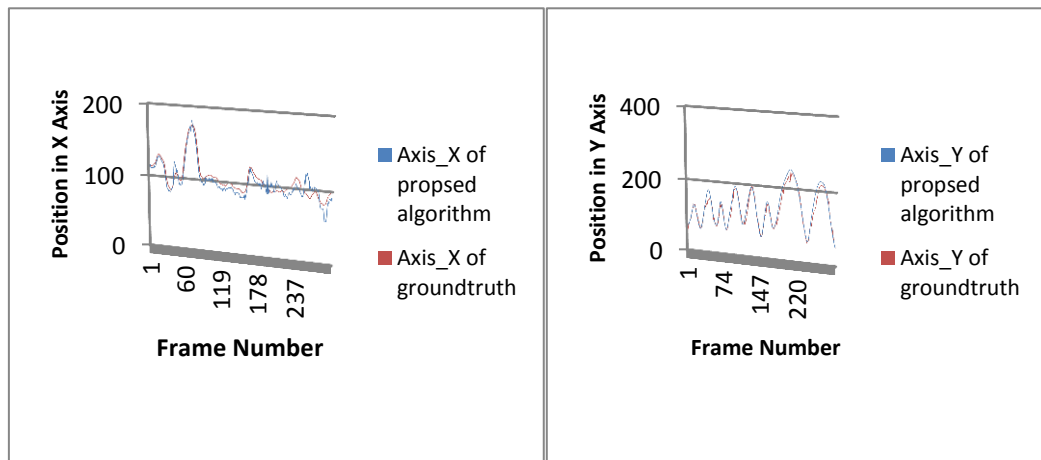 Position in X Axis
200
100
0
1
60
119
178
237
Frame Number
Axis_X of
propsed
algorithm
Axis_X of
groundtruth
Position in Y Axis
400
200
0
1
74
147
220
Frame Number
Axis_Y of
propsed
algorithm
Axis_Y of
groundtruth